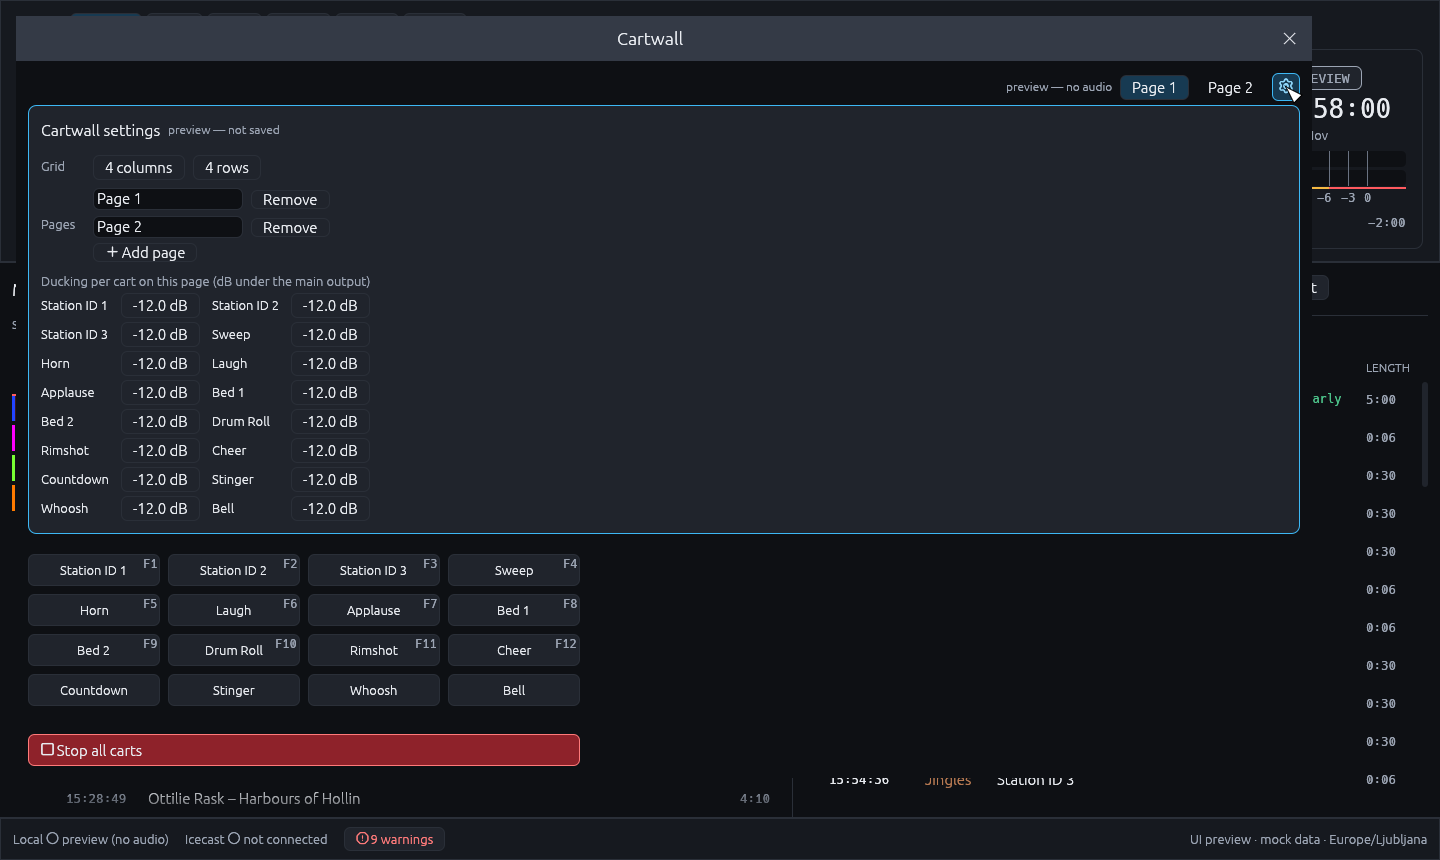 Cartwall
preview — no audio Page 1 Page 2
EVIEW
58:00
Cartwall settings preview — not saved
Grid 4 columns 4 rows
Page 1 Remove
Pages Page 2 Remove
+ Add page
−6 −3 0
−2:00
Ducking per cart on this page (dB under the main output)
Station ID 1 -12.0 dB Station ID 2 -12.0 dB
Station ID 3 -12.0 dB Sweep -12.0 dB
Horn -12.0 dB Laugh -12.0 dB
Applause -12.0 dB Bed 1 -12.0 dB
Bed 2 -12.0 dB Drum Roll -12.0 dB
Rimshot -12.0 dB Cheer -12.0 dB
Countdown -12.0 dB Stinger -12.0 dB
Whoosh -12.0 dB Bell -12.0 dB
LENGTH
arly 5:00
0:06
0:30
0:30
0:30
0:06
0:06
0:30
0:30
0:30
0:06
Station ID 1 F1 Station ID 2 F2 Station ID 3 F3 Sweep F4
Horn F5 Laugh F6 Applause F7 Bed 1 F8
Bed 2 F9 Drum Roll F10 Rimshot F11 Cheer F12
Countdown Stinger Whoosh Bell
Stop all carts
15:54:36 Jingles Station ID 3
15:28:49 Ottilie Rask – Harbours of Hollin 4:10
Local preview (no audio) Icecast not connected 9 warnings
UI preview · mock data · Europe/Ljubljana